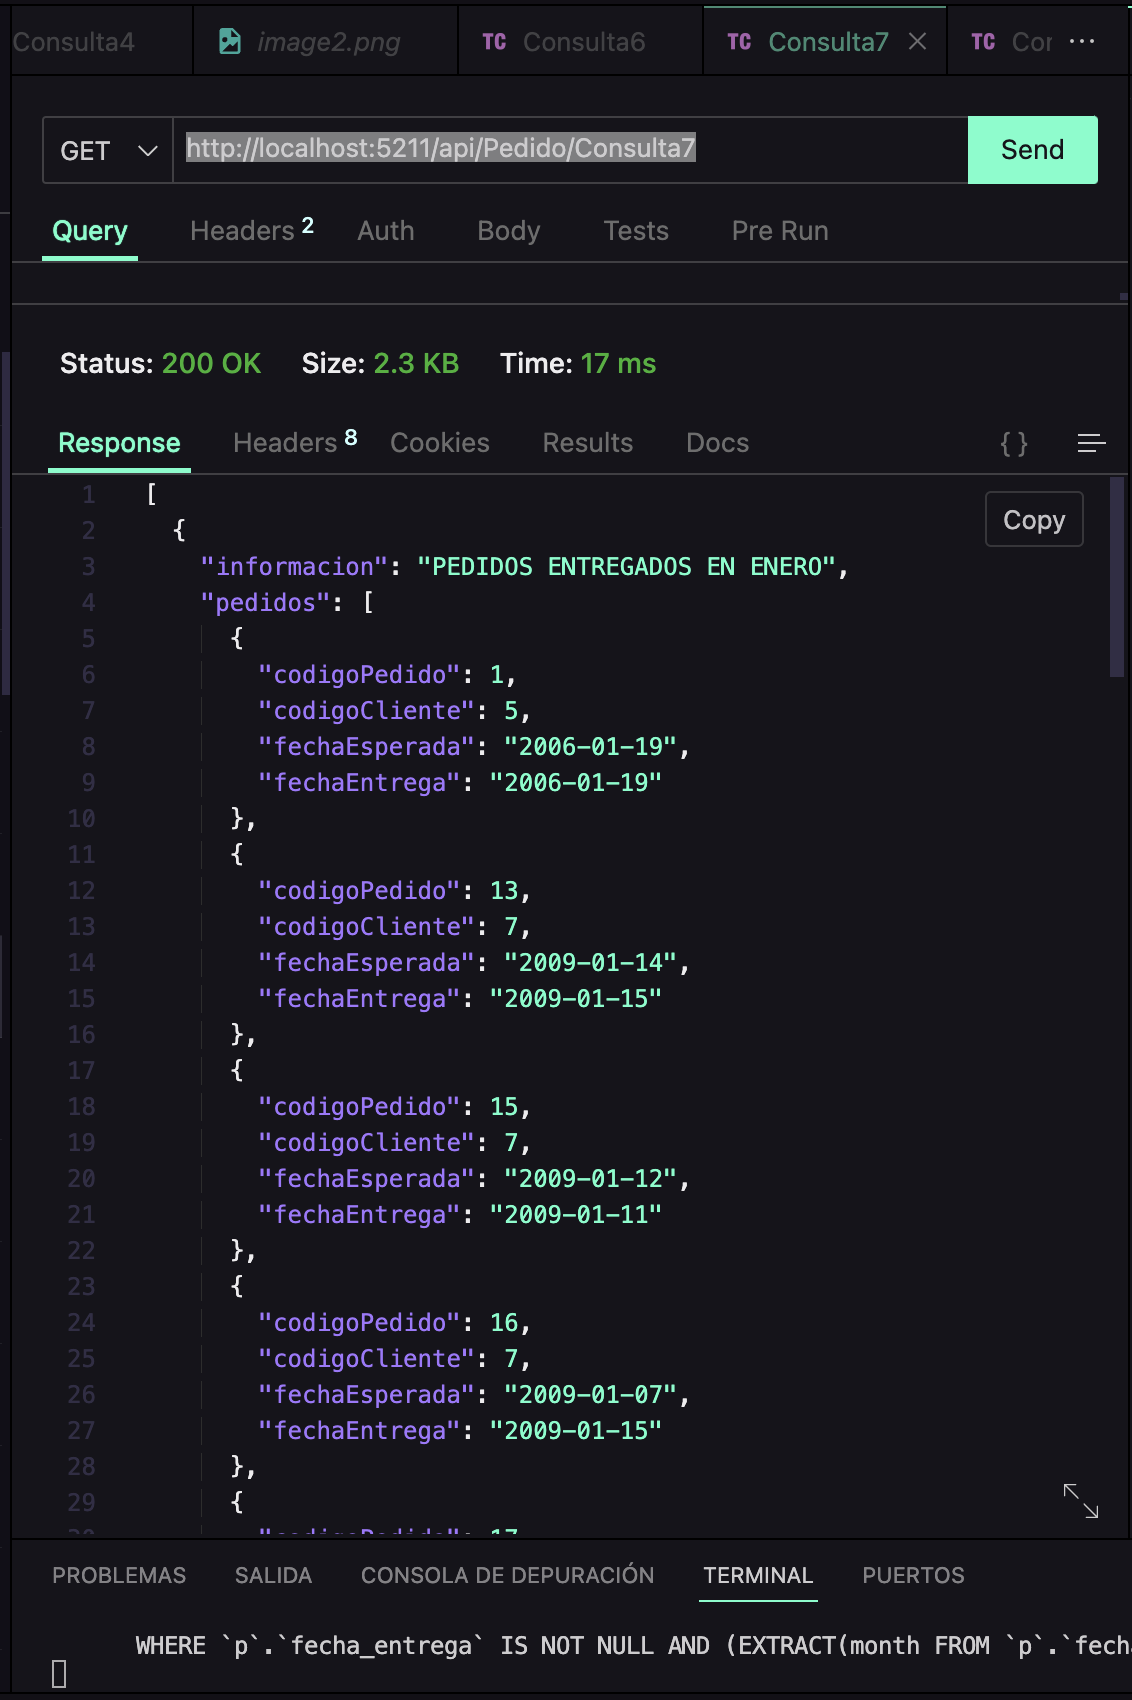 Consulta4 image2.png TC Consulta6 TC Consulta7 TC Cor
GET http://localhost:5211/api/Pedido/Consulta7 Send
Query Headers 2 Auth Body Tests Pre Run
Status: 200 OK Size: 2.3 KB Time: 17 ms
Response Headers 8 Cookies Results Docs { }
Copy
1 [
2 {
3 "informacion": "PEDIDOS ENTREGADOS EN ENERO",
4 "pedidos": [
5 {
6 "codigoPedido": 1,
7 "codigoCliente": 5,
8 "fechaEsperada": "2006-01-19",
9 "fechaEntrega": "2006-01-19"
10 },
11 {
12 "codigoPedido": 13,
13 "codigoCliente": 7,
14 "fechaEsperada": "2009-01-14",
15 "fechaEntrega": "2009-01-15"
16 },
17 {
18 "codigoPedido": 15,
19 "codigoCliente": 7,
20 "fechaEsperada": "2009-01-12",
21 "fechaEntrega": "2009-01-11"
22 },
23 {
24 "codigoPedido": 16,
25 "codigoCliente": 7,
26 "fechaEsperada": "2009-01-07",
27 "fechaEntrega": "2009-01-15"
28 },
29 {
30 "codigoPedido": 17,
PROBLEMAS SALIDA CONSOLA DE DEPURACIÓN TERMINAL PUERTOS
WHERE `p`.`fecha_entrega` IS NOT NULL AND (EXTRACT(month FROM `p`.`fech